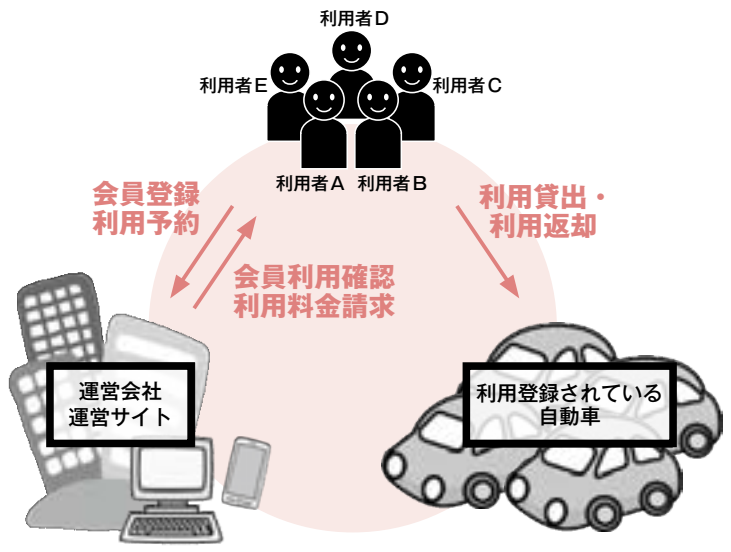 利用者D
利用者E
利用者C
利用者A
利用者B
会員登録
利用予約
利用貸出・
利用返却
会員利用確認
利用料金請求
運営会社
運営サイト
利用登録されている
自動車